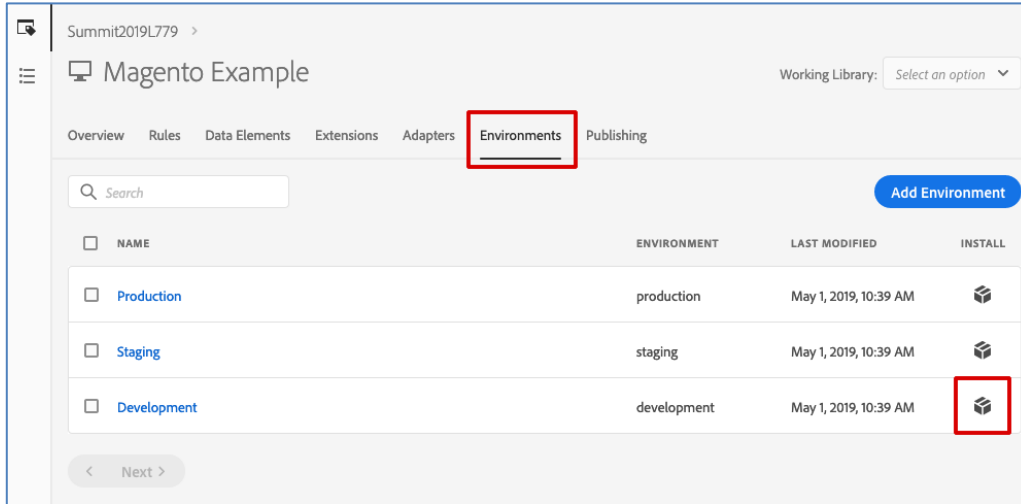 Summit2019L779 >
Magento Example
Working Library: Select an option
Overview Rules Data Elements Extensions Adapters Environments Publishing
Search
Add Environment
NAME ENVIRONMENT LAST MODIFIED INSTALL
Production production May 1, 2019, 10:39 AM
Staging staging May 1, 2019, 10:39 AM
Development development May 1, 2019, 10:39 AM
< Next >